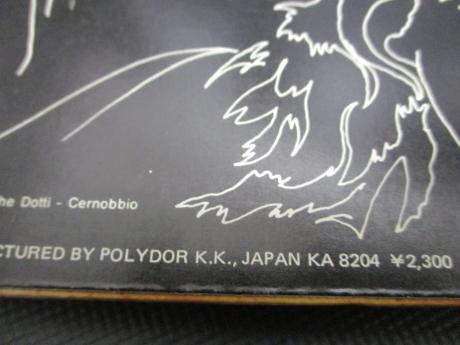 he Dotti - Cernobbio
CTURED BY POLYDOR K.K., JAPAN KA 8204 ¥2,300